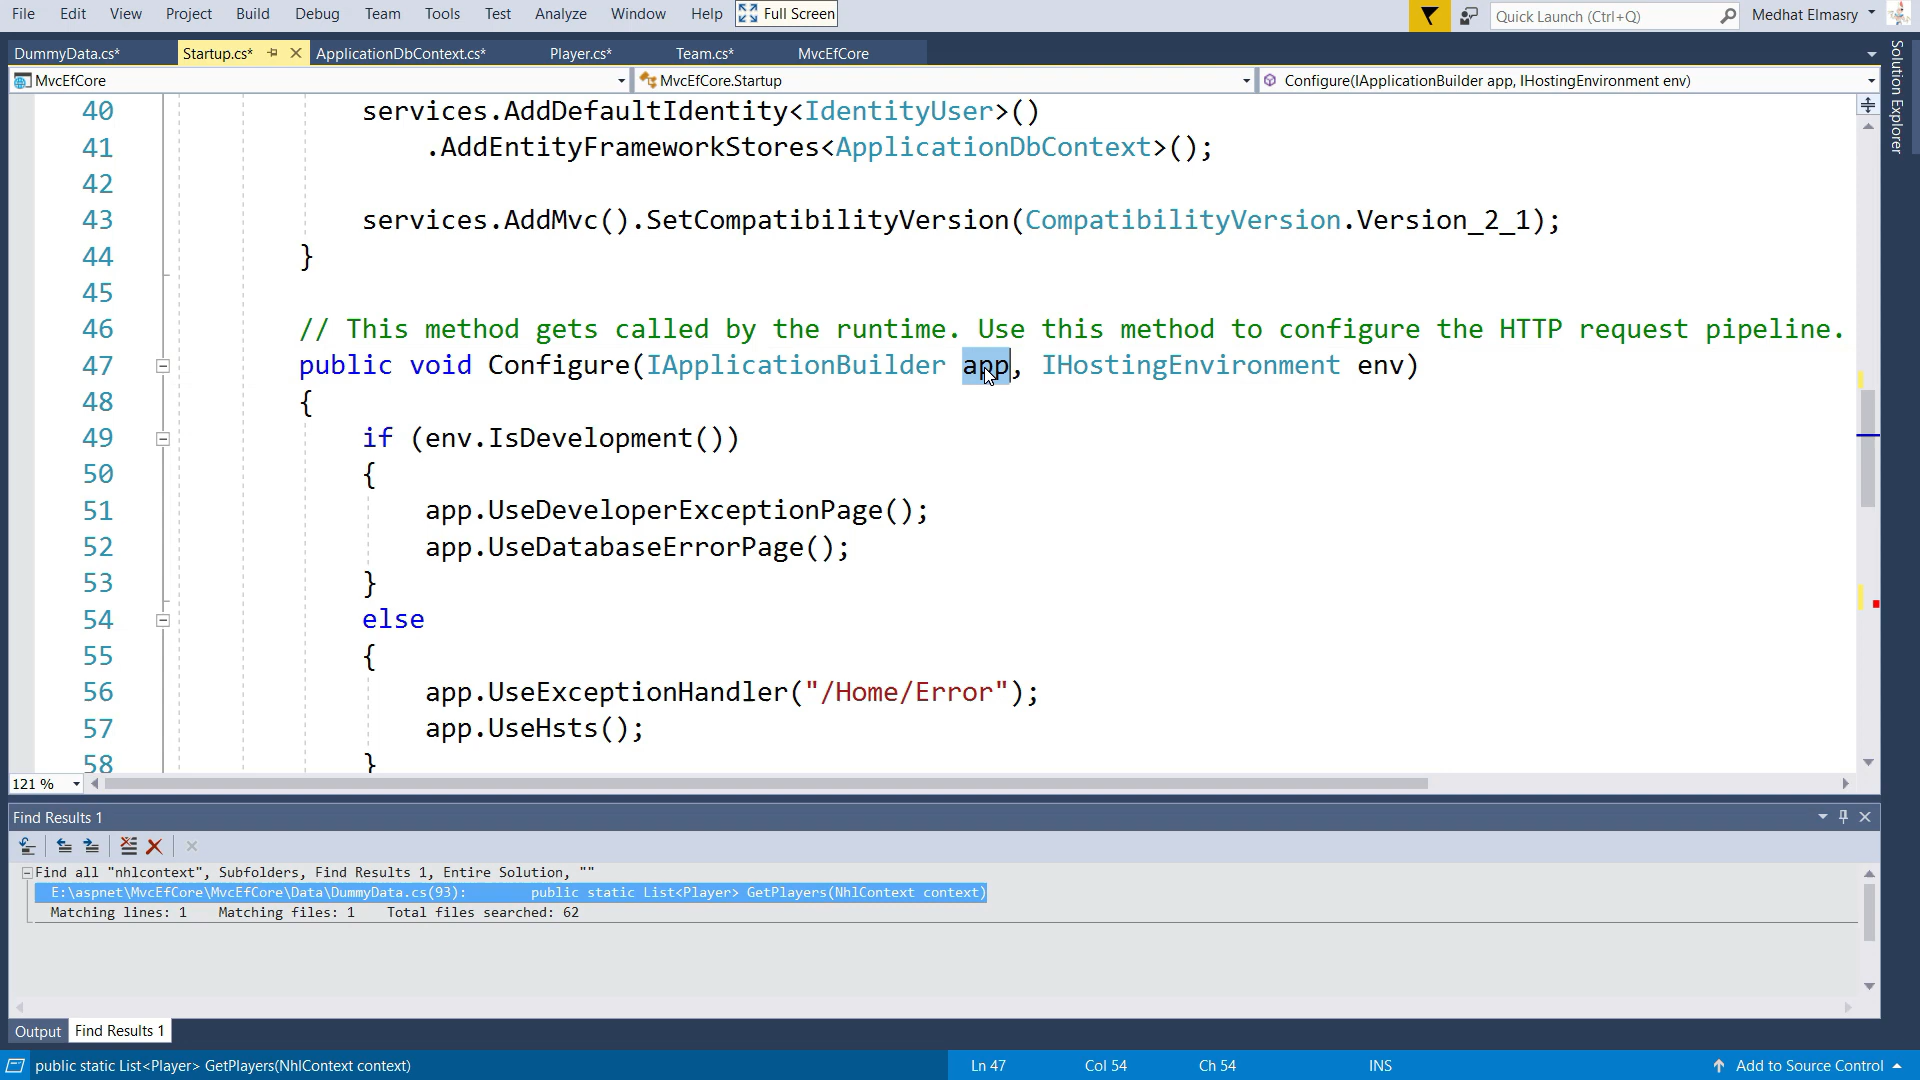 File Edit View Project Build Debug Team Tools Test Analyze Window Help Full Screen Quick Launch (Ctrl+Q) Medhat Elmasry
DummyData.cs* Startup.cs* ApplicationDbContext.cs* Player.cs* Team.cs* MvcEfCore
MvcEfCore MvcEfCore.Startup Configure(IApplicationBuilder app, IHostingEnvironment env)
Solution Explorer
40 services.AddDefaultIdentity<IdentityUser>()
41 .AddEntityFrameworkStores<ApplicationDbContext>();
42
43 services.AddMvc().SetCompatibilityVersion(CompatibilityVersion.Version_2_1);
44 }
45
46 // This method gets called by the runtime. Use this method to configure the HTTP request pipeline.
47 public void Configure(IApplicationBuilder app, IHostingEnvironment env)
48 {
49 if (env.IsDevelopment())
50 {
51 app.UseDeveloperExceptionPage();
52 app.UseDatabaseErrorPage();
53 }
54 else
55 {
56 app.UseExceptionHandler("/Home/Error");
57 app.UseHsts();
58 }
121 %
Find Results 1
Find all "nhlcontext", Subfolders, Find Results 1, Entire Solution, ""
E:\aspnet\MvcEfCore\MvcEfCore\Data\DummyData.cs(93): public static List<Player> GetPlayers(NhlContext context)
Matching lines: 1 Matching files: 1 Total files searched: 62
Output Find Results 1
public static List<Player> GetPlayers(NhlContext context) Ln 47 Col 54 Ch 54 INS Add to Source Control